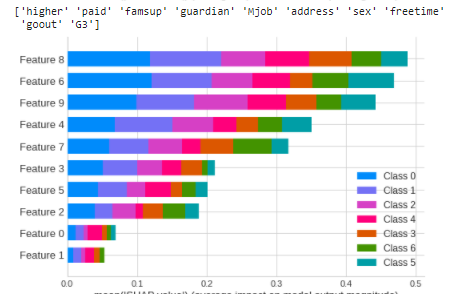 ['higher' 'paid' 'famsup' 'guardian' 'Mjob' 'address' 'sex' 'freetime'
'goout' 'G3']
Feature 8
Feature 6
Feature 9
Feature 4
Feature 7
Feature 3
Feature 5
Feature 2
Feature 0
Feature 1
Class 0
Class 1
Class 2
Class 4
Class 3
Class 6
Class 5
0.0 0.1 0.2 0.3 0.4 0.5
mean(|SHAP value|) (average impact on model output magnitude)